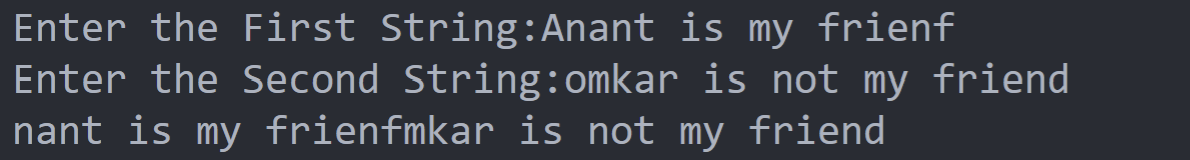 Enter the First String:Anant is my frienf
Enter the Second String:omkar is not my friend
nant is my frienfmkar is not my friend